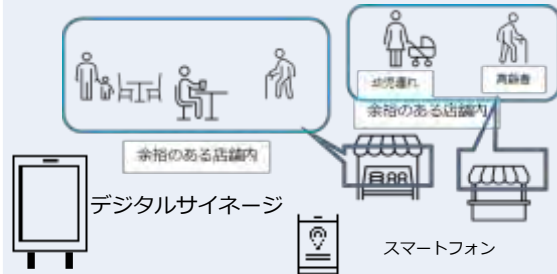 幼児連れ
高齢者
余裕のある店舗内
余裕のある店舗内
デジタルサイネージ
スマートフォン